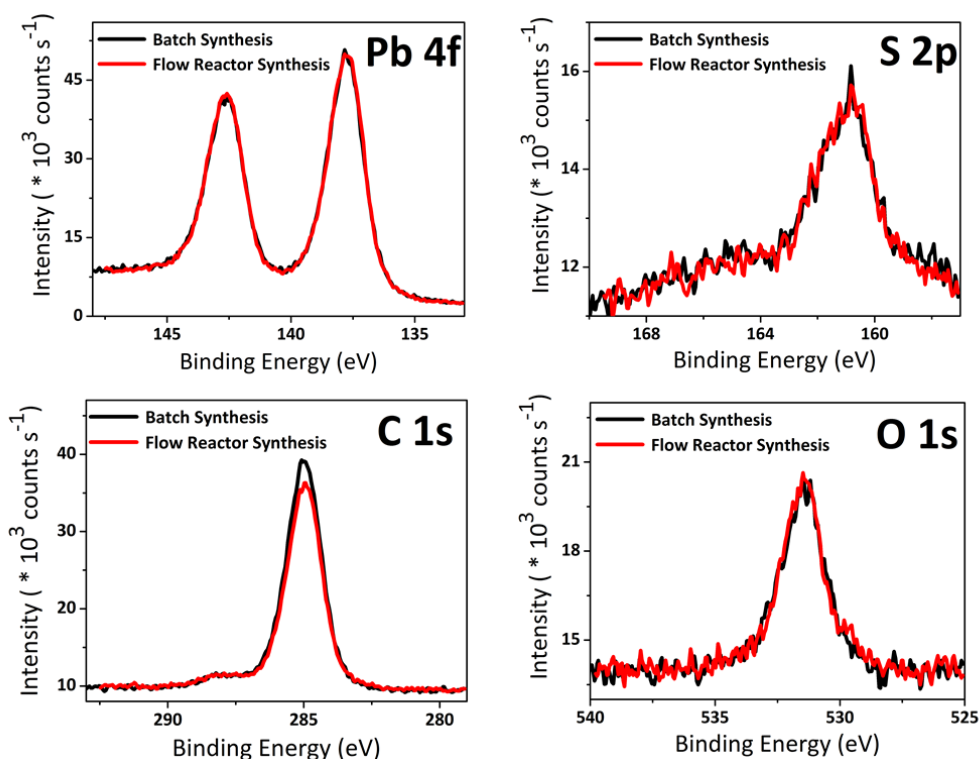 Batch Synthesis
Flow Reactor Synthesis
Pb 4f
Intensity ( * 10³ counts s⁻¹)
45
30
15
0
145
140
135
Binding Energy (eV)
Batch Synthesis
Flow Reactor Synthesis
S 2p
Intensity ( * 10³ counts s⁻¹)
16
14
12
168
164
160
Binding Energy (eV)
Batch Synthesis
Flow Reactor Synthesis
C 1s
Intensity ( * 10³ counts s⁻¹)
40
30
20
10
290
285
280
Binding Energy (eV)
Batch Synthesis
Flow Reactor Synthesis
O 1s
Intensity ( * 10³ counts s⁻¹)
21
18
15
540
535
530
525
Binding Energy (eV)